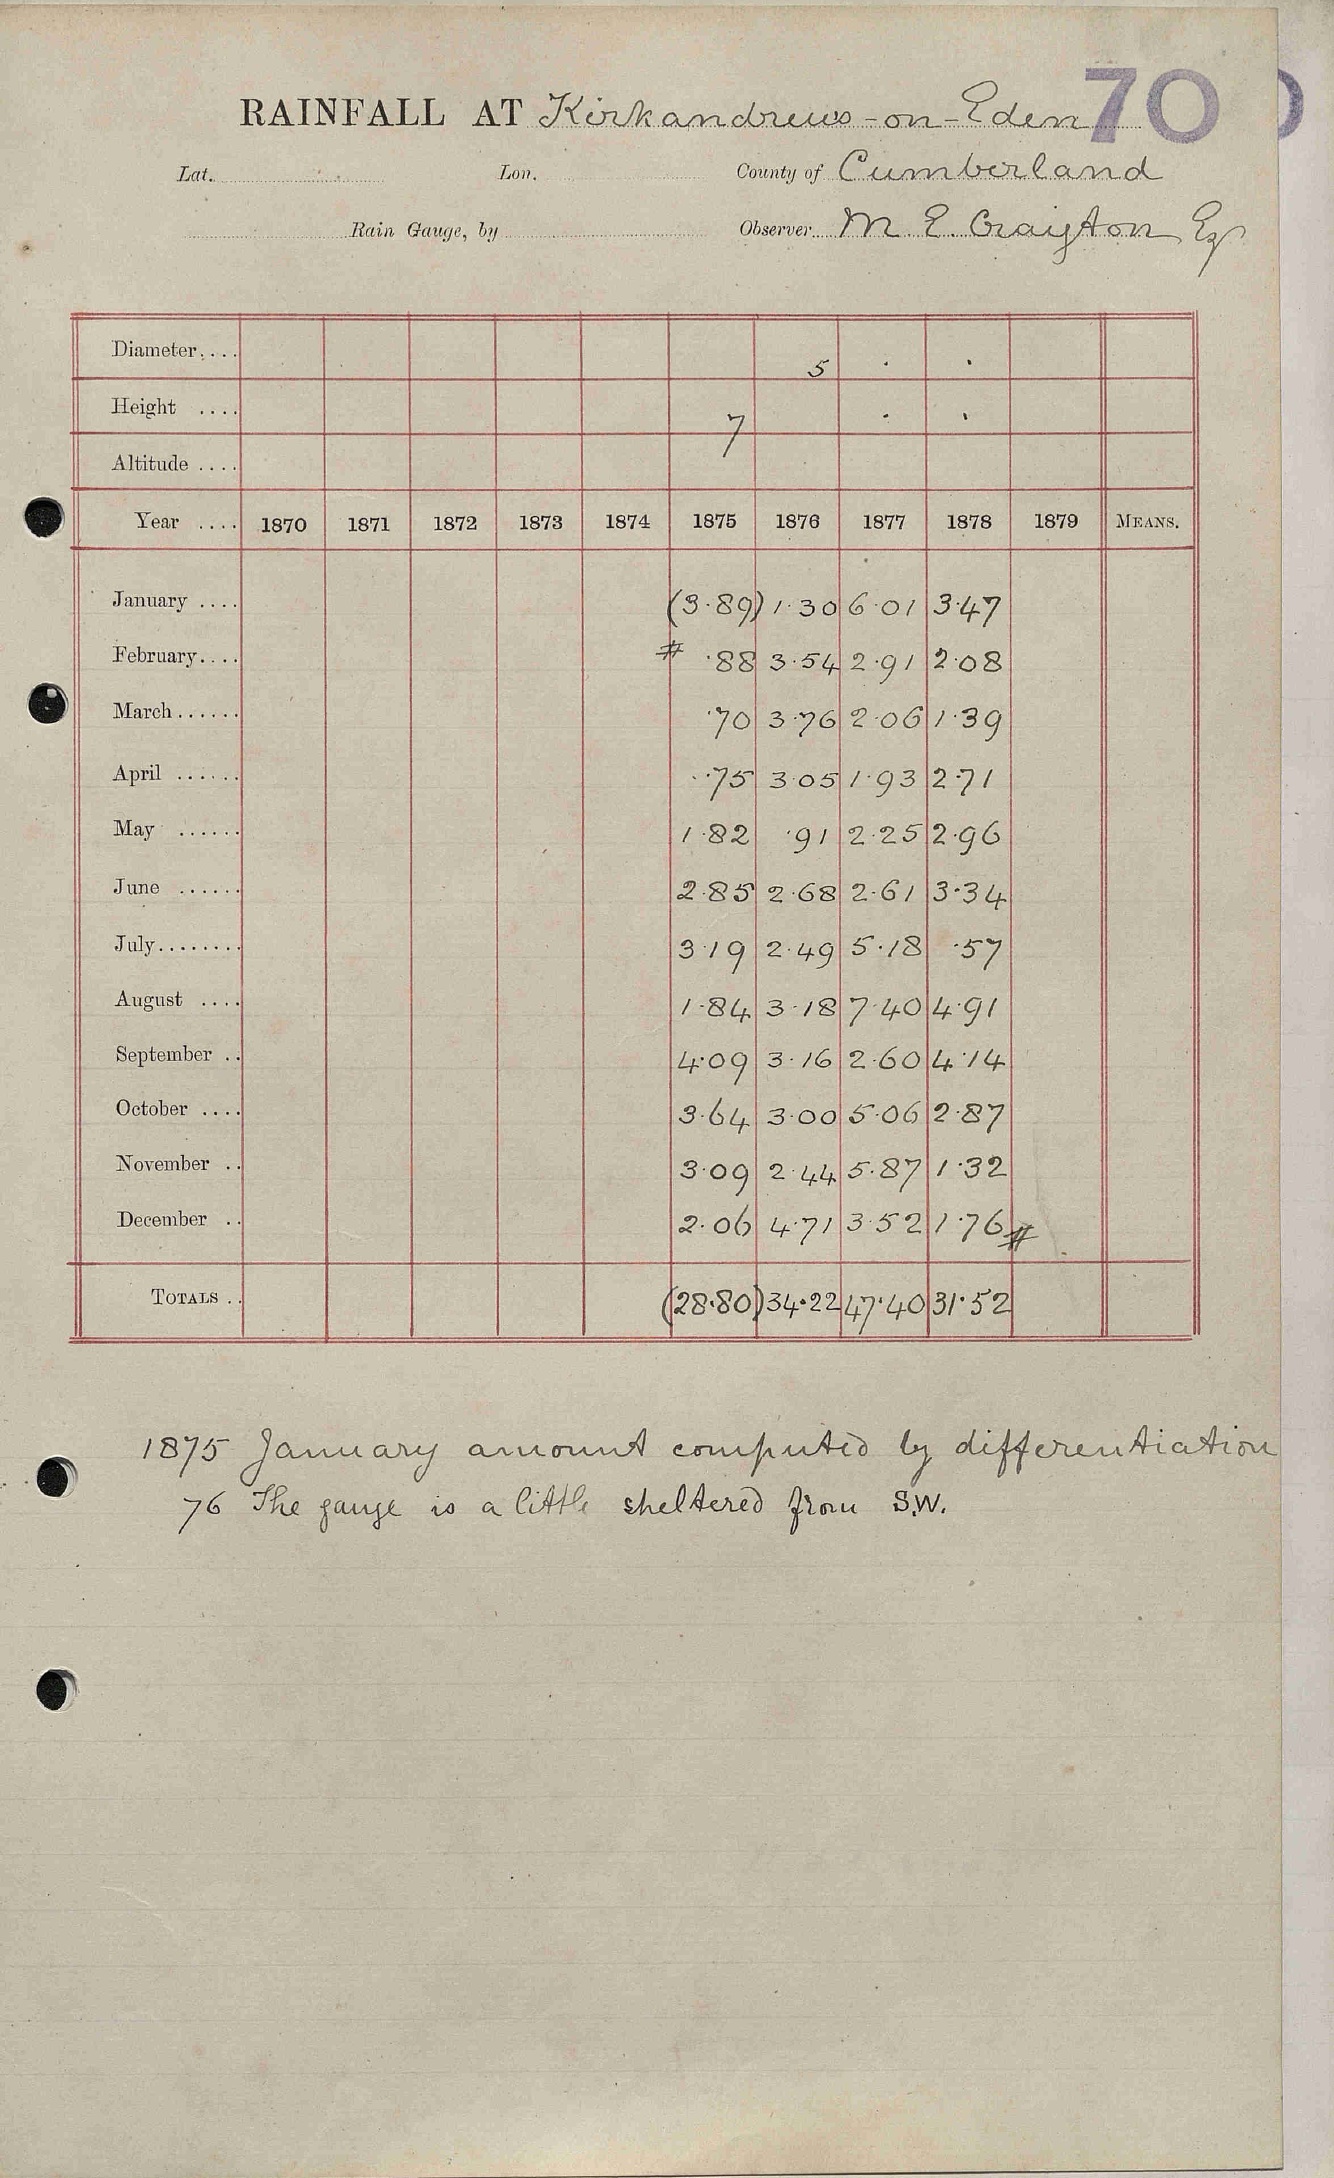 70
RAINFALL AT Kirkandrews-on-Eden
Lat. Lon. County of Cumberland
Rain Gauge, by Observer M E. Esq
Diameter.... 5 · ·
Height .... 7 · ·
Altitude ....
Year .... 1870 1871 1872 1873 1874 1875 1876 1877 1878 1879 MEANS.
January .... (3·89) 1·30 6·01 3·47
February.... # ·88 3·54 2·91 2·08
March...... ·70 3·76 2·06 1·39
April ...... ·75 3·05 1·93 2·71
May ...... 1·82 ·91 2·25 2·96
June ...... 2·85 2·68 2·61 3·34
July........ 3·19 2·49 5·18 ·57
August .... 1·84 3·18 7·40 4·91
September .. 4·09 3·16 2·60 4·14
October .... 3·64 3·00 5·06 2·87
November .. 3·09 2·44 5·87 1·32
December .. 2·06 4·71 3·52 1·76 #
TOTALS .. (28·80) 34·22 47·40 31·52
1875 January amount computed by differentiation
76 The gauge is a little sheltered from S.W.